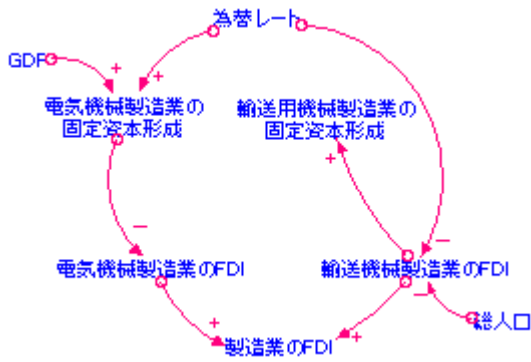 為替レート
GDP
電気機械製造業の
固定資本形成
輸送用機械製造業の
固定資本形成
電気機械製造業のFDI
輸送機械製造業のFDI
製造業のFDI
総人口
+
+
+
−
−
−
+
+